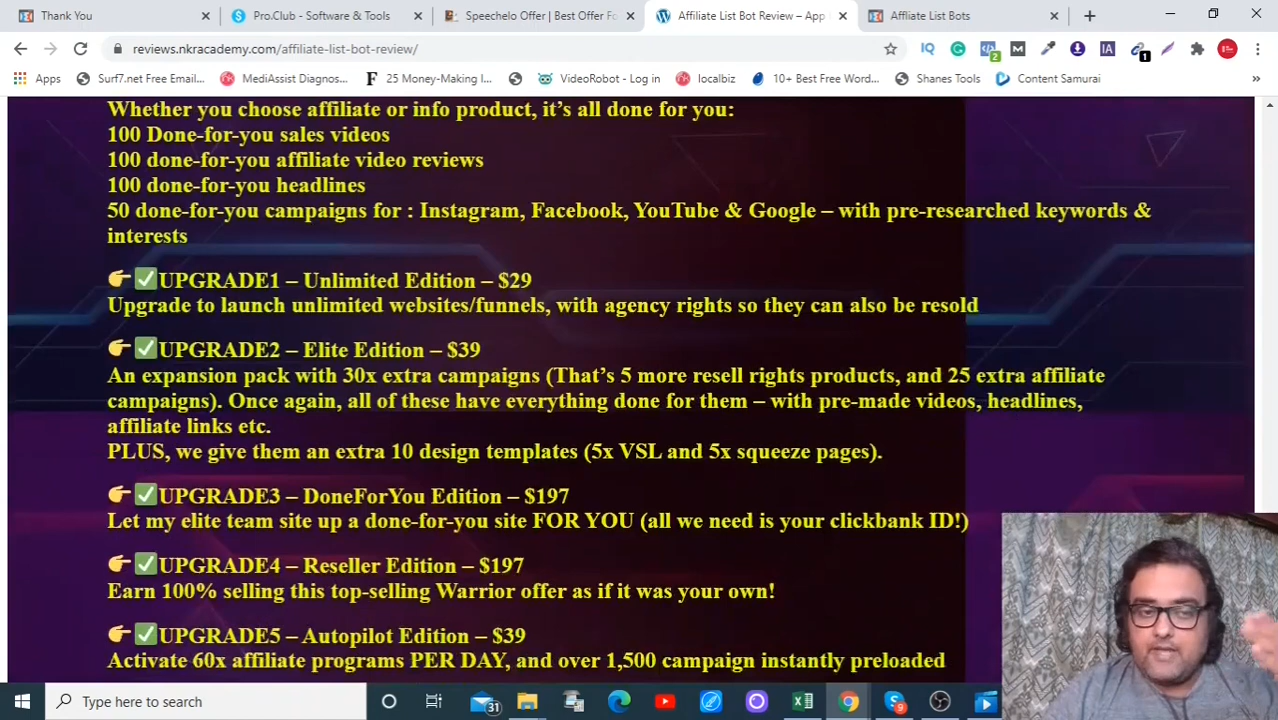 Thank You
Pro.Club - Software & Tools
Speechelo Offer | Best Offer Fo
Affiliate List Bot Review – App
Affliate List Bots
reviews.nkracademy.com/affiliate-list-bot-review/
Apps
Surf7.net Free Email...
MediAssist Diagnos...
25 Money-Making I...
VideoRobot - Log in
localbiz
10+ Best Free Word...
Shanes Tools
Content Samurai
Whether you choose affiliate or info product, it’s all done for you:
100 Done-for-you sales videos
100 done-for-you affiliate video reviews
100 done-for-you headlines
50 done-for-you campaigns for : Instagram, Facebook, YouTube & Google – with pre-researched keywords &
interests
👉✅UPGRADE1 – Unlimited Edition – $29
Upgrade to launch unlimited websites/funnels, with agency rights so they can also be resold
👉✅UPGRADE2 – Elite Edition – $39
An expansion pack with 30x extra campaigns (That’s 5 more resell rights products, and 25 extra affiliate
campaigns). Once again, all of these have everything done for them – with pre-made videos, headlines,
affiliate links etc.
PLUS, we give them an extra 10 design templates (5x VSL and 5x squeeze pages).
👉✅UPGRADE3 – DoneForYou Edition – $197
Let my elite team site up a done-for-you site FOR YOU (all we need is your clickbank ID!)
👉✅UPGRADE4 – Reseller Edition – $197
Earn 100% selling this top-selling Warrior offer as if it was your own!
👉✅UPGRADE5 – Autopilot Edition – $39
Activate 60x affiliate programs PER DAY, and over 1,500 campaign instantly preloaded
Type here to search
31
9